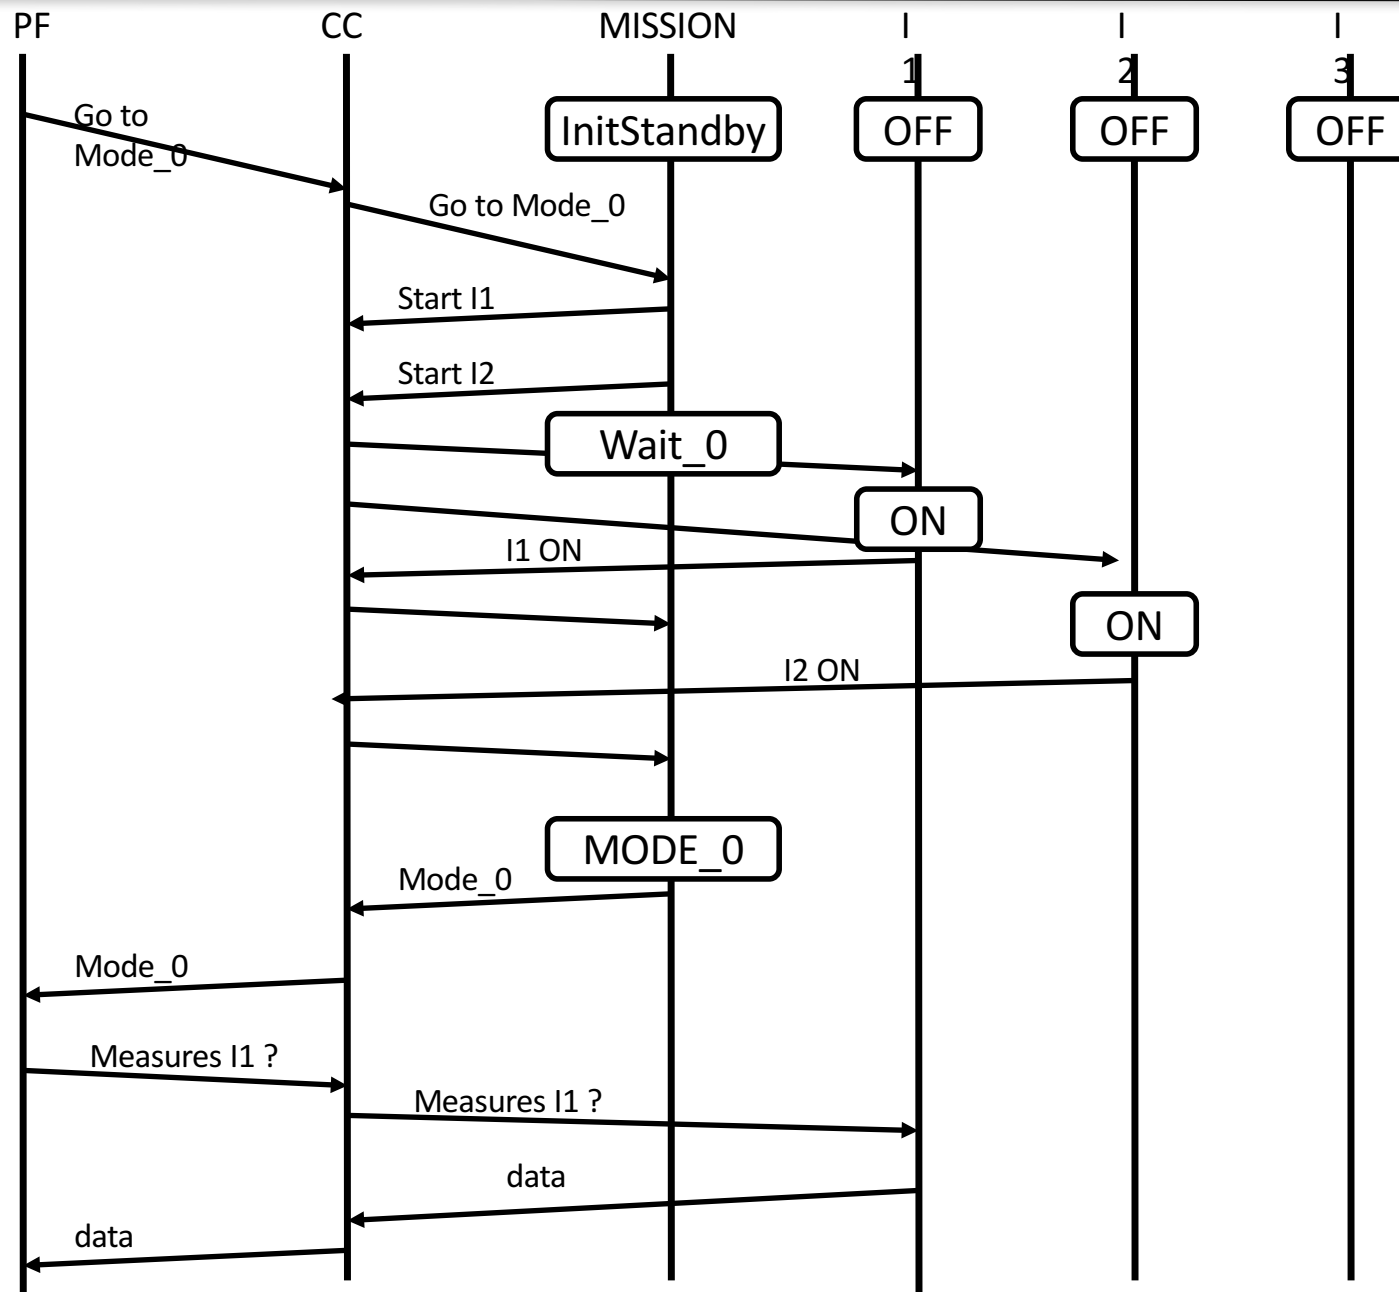 PF
CC
MISSION
I
1
I
2
I
3
Go to
Mode_0
InitStandby
OFF
OFF
OFF
Go to Mode_0
Start I1
Start I2
Wait_0
ON
I1 ON
ON
I2 ON
MODE_0
Mode_0
Mode_0
Measures I1 ?
Measures I1 ?
data
data